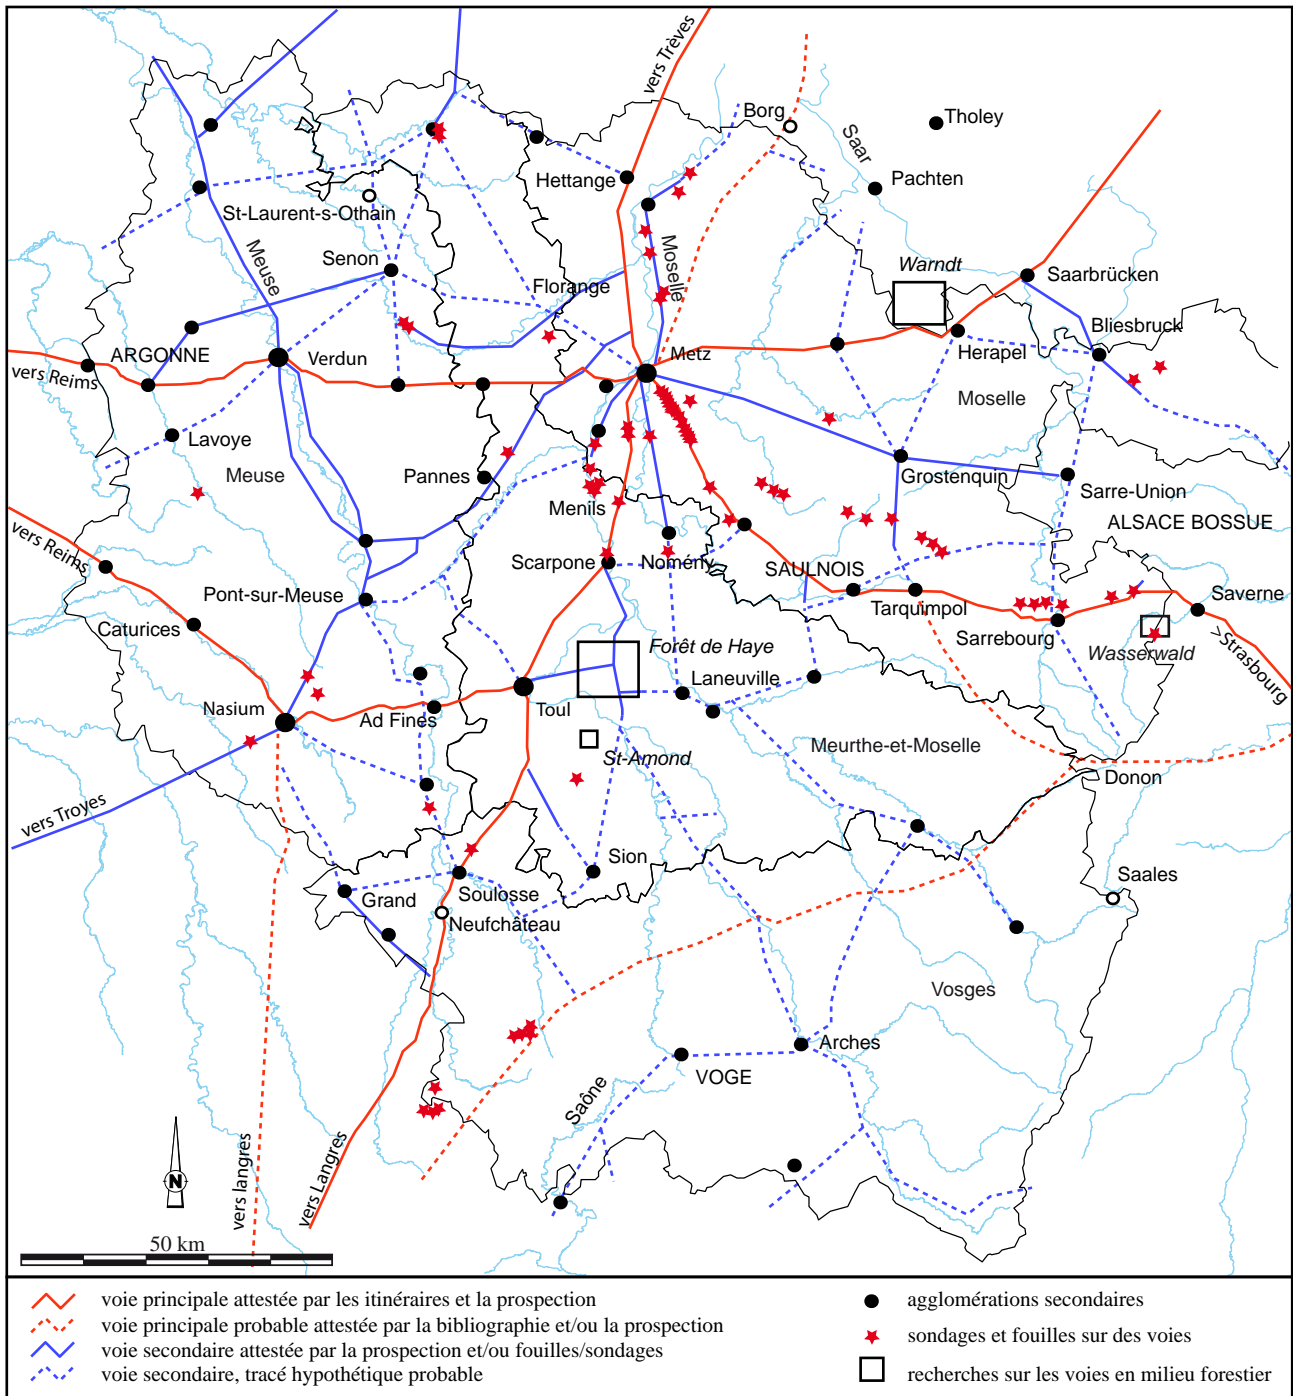 vers Trèves
Borg
Tholey
Saar
Pachten
Hettange
St-Laurent-s-Othain
Meuse
Senon
Moselle
Florange
Warndt
Saarbrücken
Bliesbruck
ARGONNE
Verdun
Metz
Herapel
vers Reims
Moselle
Lavoye
Meuse
Pannes
Grostenquin
Sarre-Union
Menils
ALSACE BOSSUE
vers Reims
Scarpone
Nomény
SAULNOIS
Pont-sur-Meuse
Tarquimpol
Saverne
Caturices
Sarrebourg
Forêt de Haye
Wasserwald
>Strasbourg
Laneuville
Nasium
Ad Fines
Toul
St-Amond
Meurthe-et-Moselle
Donon
vers Troyes
Sion
Saales
Grand
Soulosse
Neufchâteau
Vosges
Arches
VOGE
Saône
vers langres
vers Langres
N
50 km
voie principale attestée par les itinéraires et la prospection
voie principale probable attestée par la bibliographie et/ou la prospection
voie secondaire attestée par la prospection et/ou fouilles/sondages
voie secondaire, tracé hypothétique probable
agglomérations secondaires
sondages et fouilles sur des voies
recherches sur les voies en milieu forestier